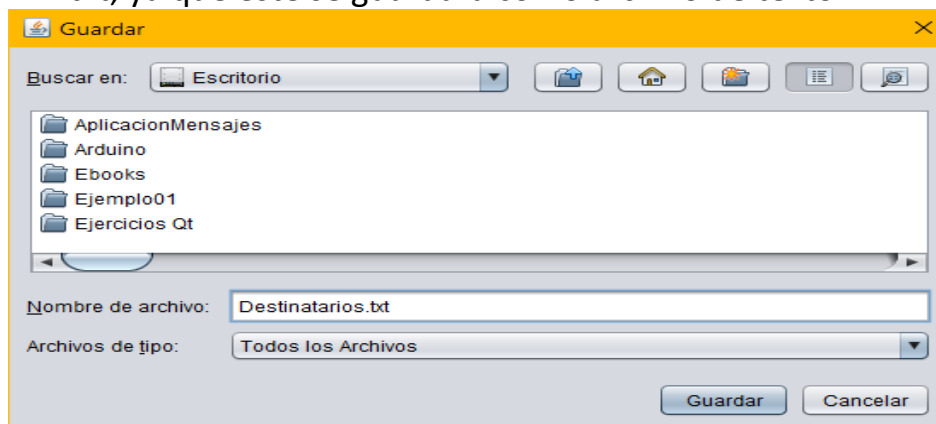 Guardar
Buscar en: Escritorio
AplicacionMensajes
Arduino
Ebooks
Ejemplo01
Ejercicios Qt
Nombre de archivo: Destinatarios.txt
Archivos de tipo: Todos los Archivos
Guardar Cancelar